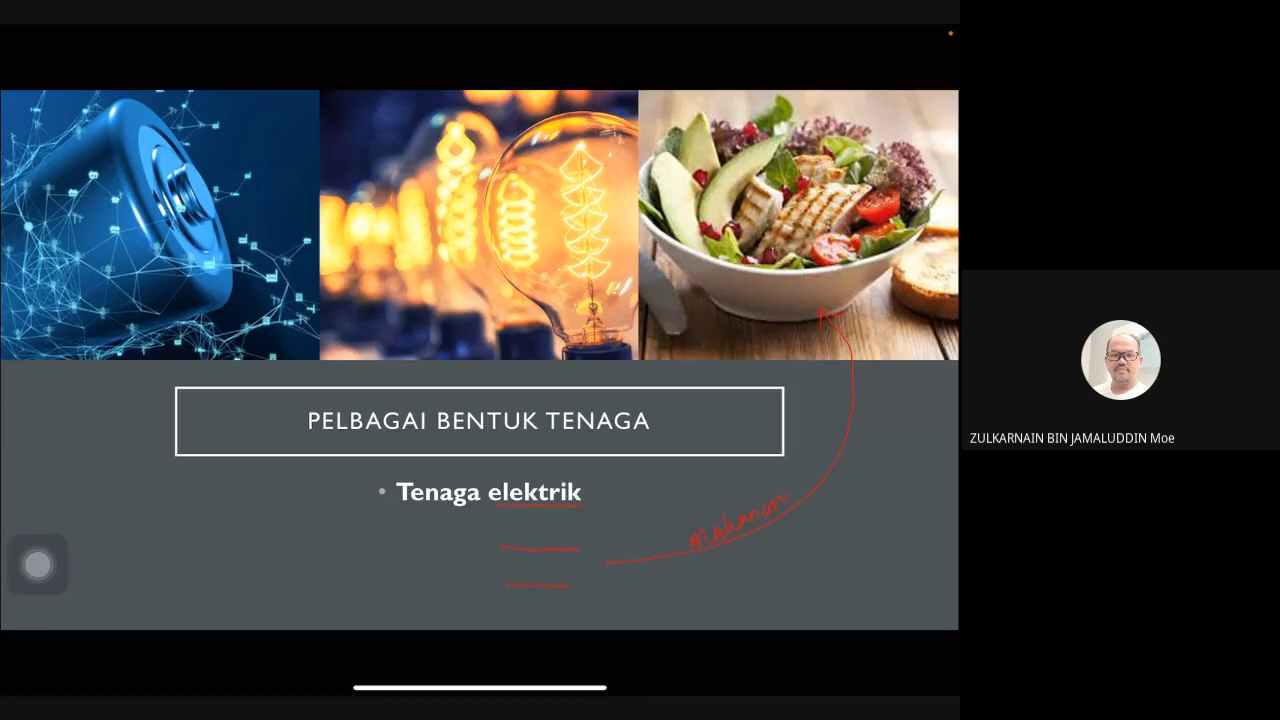 PELBAGAI BENTUK TENAGA
• Tenaga elektrik
makanan
ZULKARNAIN BIN JAMALUDDIN Moe